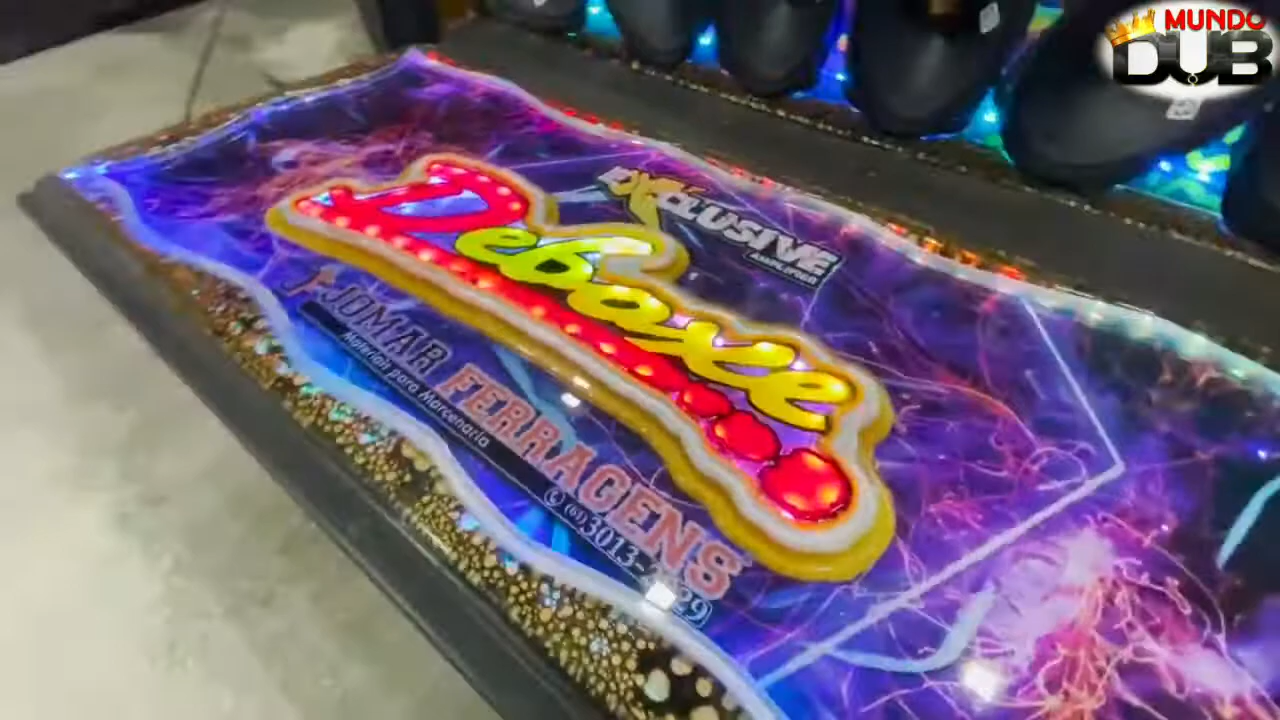 MUNDO
DUB
EXCLUSIVE
AMPLIFIER
Deboxe
JOMAR FERRAGENS
Materiais para Marcenaria